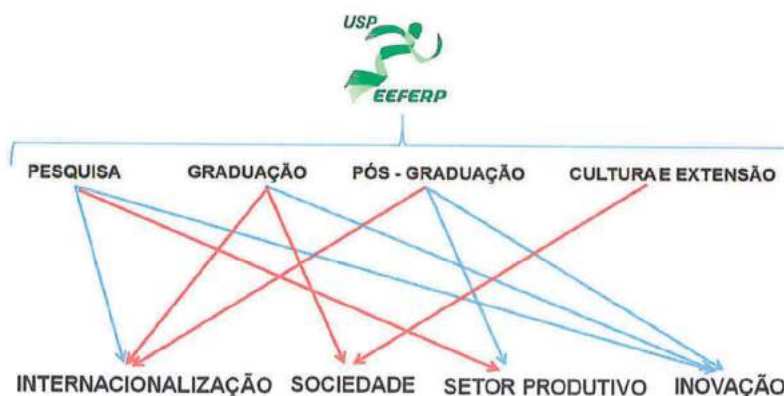 USP
EEFERP
PESQUISA GRADUAÇÃO PÓS - GRADUAÇÃO CULTURA E EXTENSÃO
INTERNACIONALIZAÇÃO SOCIEDADE SETOR PRODUTIVO INOVAÇÃO